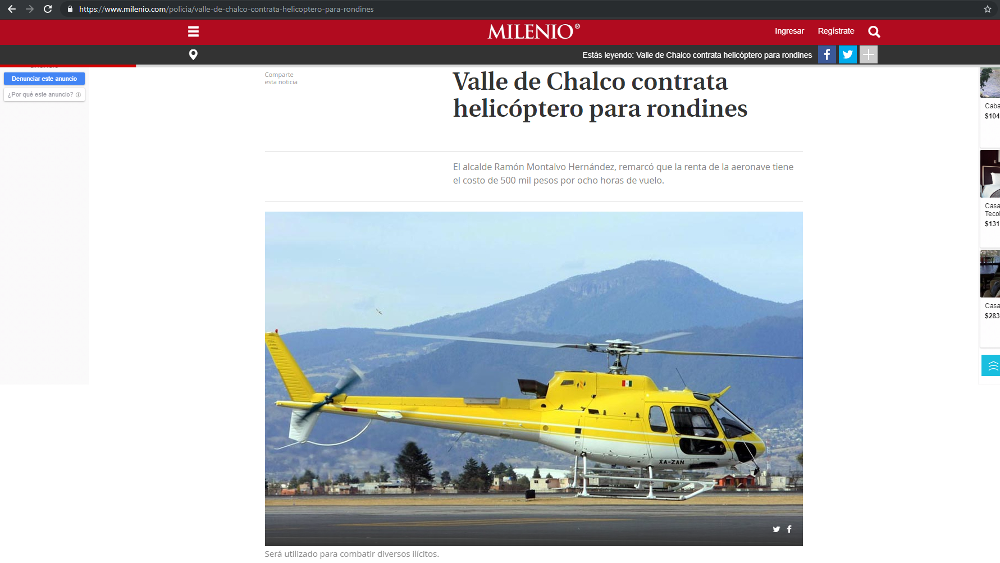 https://www.milenio.com/policia/valle-de-chalco-contrata-helicoptero-para-rondines
MILENIO®
Ingresar
Regístrate
Estás leyendo: Valle de Chalco contrata helicóptero para rondines
Denunciar este anuncio
¿Por qué este anuncio?
Comparte
esta noticia
Valle de Chalco contrata
helicóptero para rondines
El alcalde Ramón Montalvo Hernández, remarcó que la renta de la aeronave tiene
el costo de 500 mil pesos por ocho horas de vuelo.
XA-ZAN
Será utilizado para combatir diversos ilícitos.
Caba
$104
Casa
Tecol
$131
Casa
$283